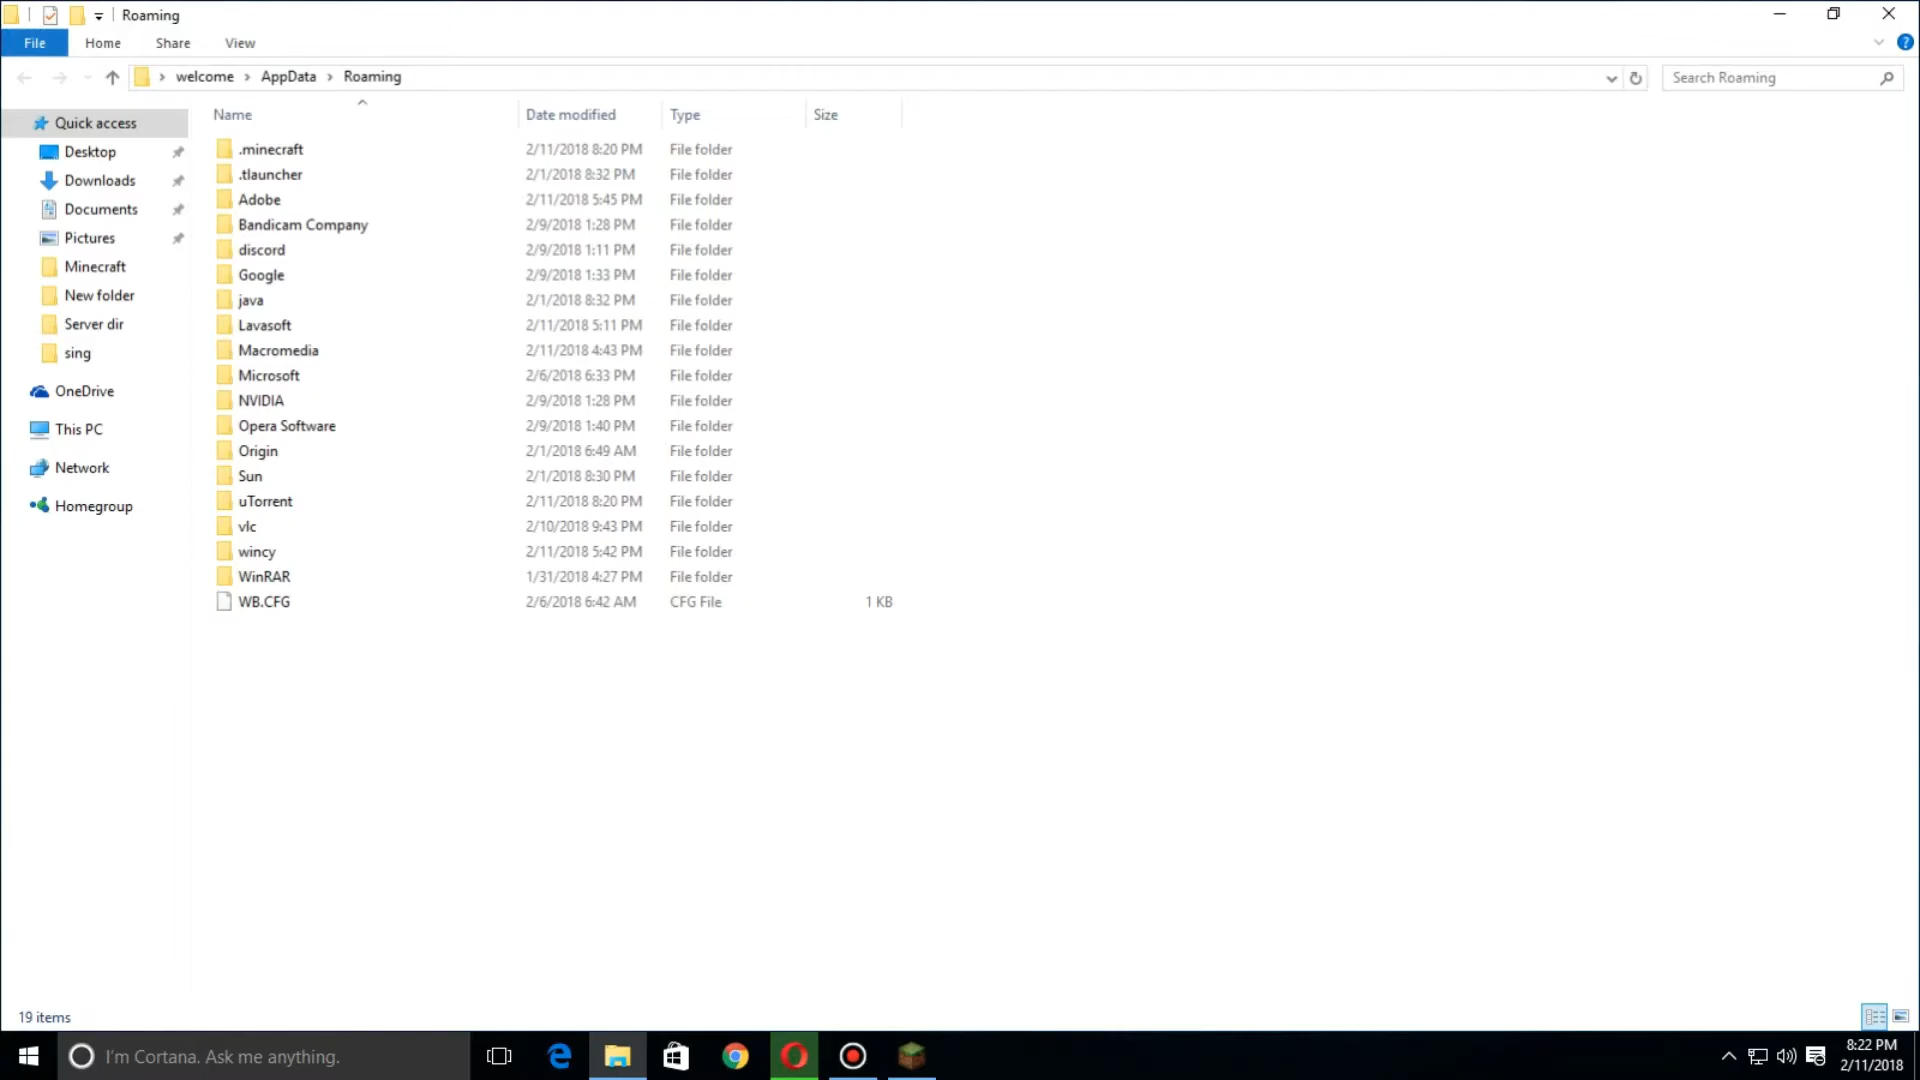 Roaming
File Home Share View
welcome AppData Roaming
Search Roaming
Name Date modified Type Size
Quick access
Desktop
Downloads
Documents
Pictures
Minecraft
New folder
Server dir
sing
OneDrive
This PC
Network
Homegroup
.minecraft 2/11/2018 8:20 PM File folder
.tlauncher 2/1/2018 8:32 PM File folder
Adobe 2/11/2018 5:45 PM File folder
Bandicam Company 2/9/2018 1:28 PM File folder
discord 2/9/2018 1:11 PM File folder
Google 2/9/2018 1:33 PM File folder
java 2/1/2018 8:32 PM File folder
Lavasoft 2/11/2018 5:11 PM File folder
Macromedia 2/11/2018 4:43 PM File folder
Microsoft 2/6/2018 6:33 PM File folder
NVIDIA 2/9/2018 1:28 PM File folder
Opera Software 2/9/2018 1:40 PM File folder
Origin 2/1/2018 6:49 AM File folder
Sun 2/1/2018 8:30 PM File folder
uTorrent 2/11/2018 8:20 PM File folder
vlc 2/10/2018 9:43 PM File folder
wincy 2/11/2018 5:42 PM File folder
WinRAR 1/31/2018 4:27 PM File folder
WB.CFG 2/6/2018 6:42 AM CFG File 1 KB
19 items
I'm Cortana. Ask me anything.
8:22 PM
2/11/2018